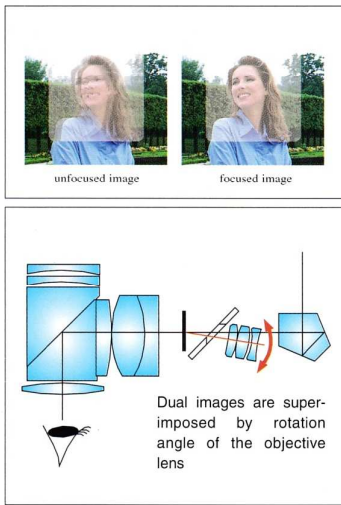 unfocused image
focused image
Dual images are super-
imposed by rotation
angle of the objective
lens